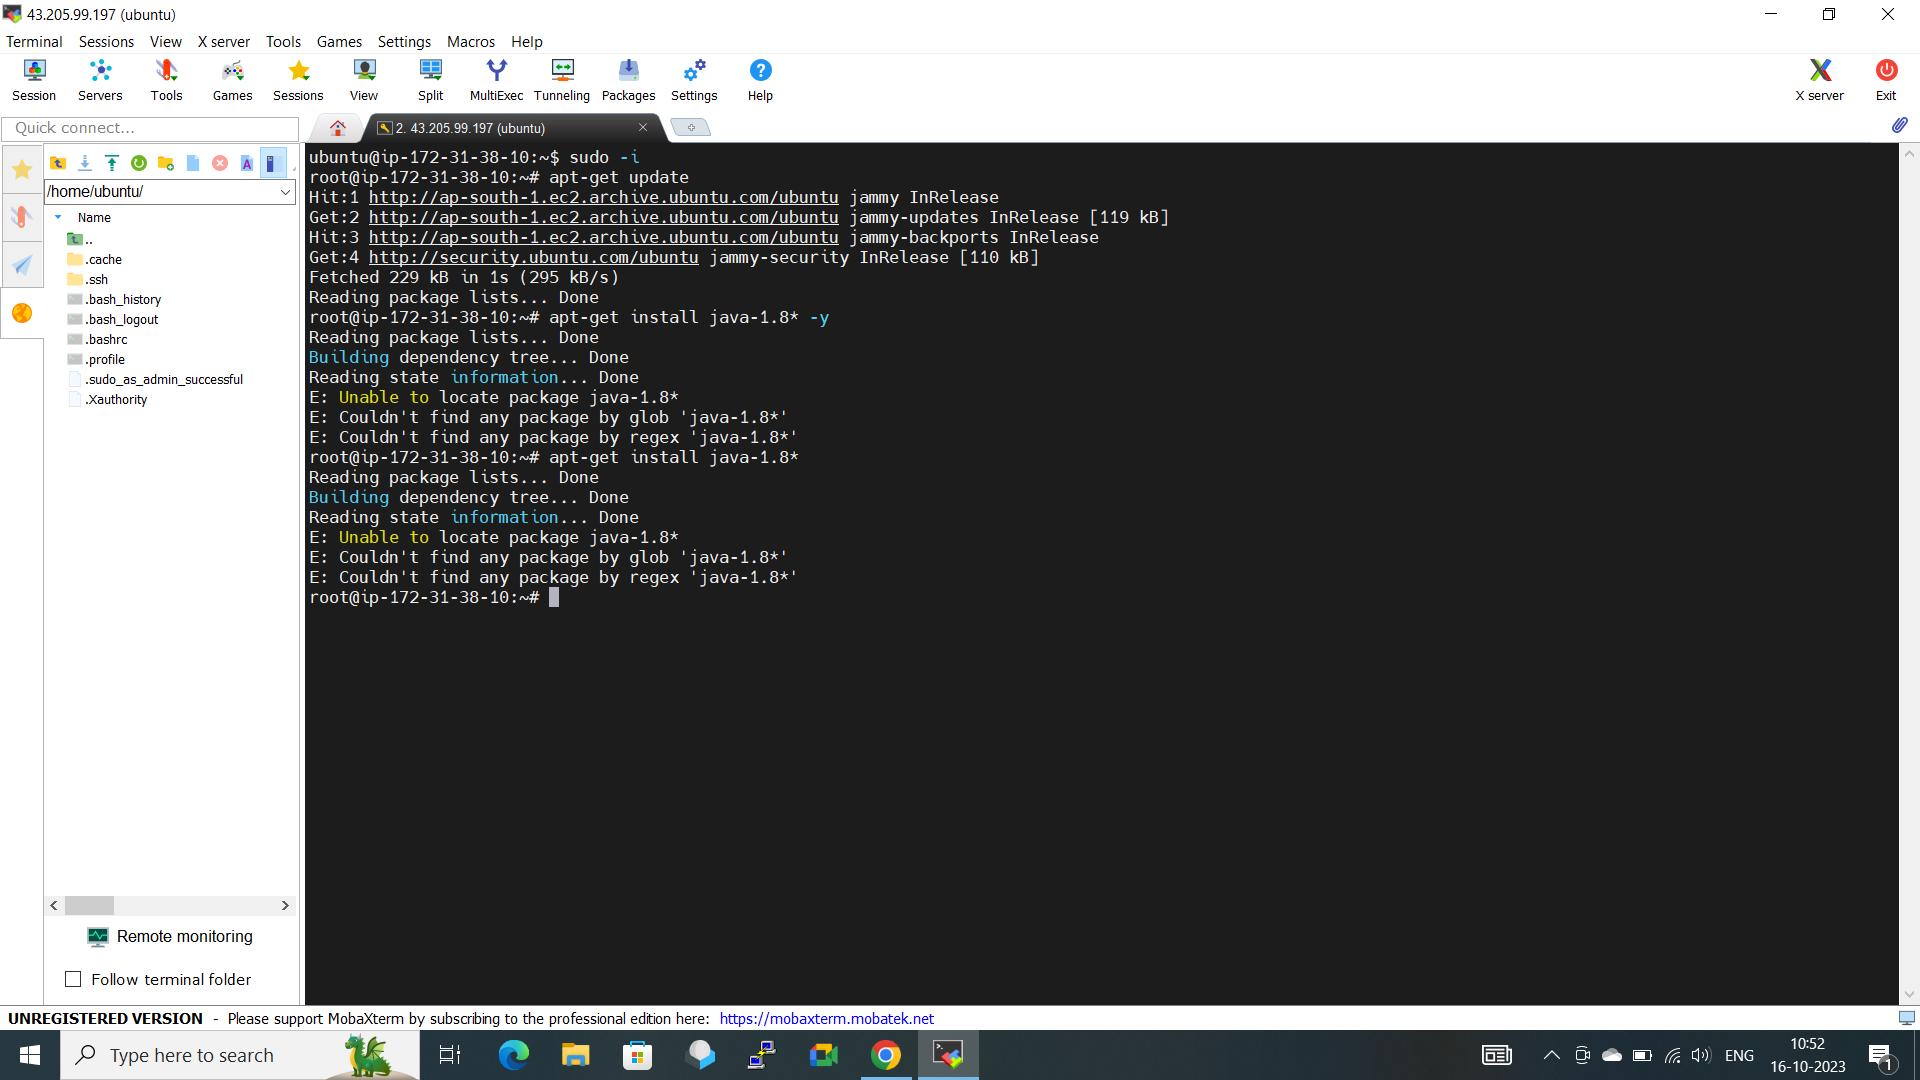 43.205.99.197 (ubuntu)
Terminal Sessions View X server Tools Games Settings Macros Help
Session Servers Tools Games Sessions View Split MultiExec Tunneling Packages Settings Help X server Exit
Quick connect...
2. 43.205.99.197 (ubuntu)
/home/ubuntu/
Name
..
.cache
.ssh
.bash_history
.bash_logout
.bashrc
.profile
.sudo_as_admin_successful
.Xauthority
Remote monitoring
Follow terminal folder
ubuntu@ip-172-31-38-10:~$ sudo -i
root@ip-172-31-38-10:~# apt-get update
Hit:1 http://ap-south-1.ec2.archive.ubuntu.com/ubuntu jammy InRelease
Get:2 http://ap-south-1.ec2.archive.ubuntu.com/ubuntu jammy-updates InRelease [119 kB]
Hit:3 http://ap-south-1.ec2.archive.ubuntu.com/ubuntu jammy-backports InRelease
Get:4 http://security.ubuntu.com/ubuntu jammy-security InRelease [110 kB]
Fetched 229 kB in 1s (295 kB/s)
Reading package lists... Done
root@ip-172-31-38-10:~# apt-get install java-1.8* -y
Reading package lists... Done
Building dependency tree... Done
Reading state information... Done
E: Unable to locate package java-1.8*
E: Couldn't find any package by glob 'java-1.8*'
E: Couldn't find any package by regex 'java-1.8*'
root@ip-172-31-38-10:~# apt-get install java-1.8*
Reading package lists... Done
Building dependency tree... Done
Reading state information... Done
E: Unable to locate package java-1.8*
E: Couldn't find any package by glob 'java-1.8*'
E: Couldn't find any package by regex 'java-1.8*'
root@ip-172-31-38-10:~#
UNREGISTERED VERSION - Please support MobaXterm by subscribing to the professional edition here: https://mobaxterm.mobatek.net
Type here to search
ENG
10:52
16-10-2023
1